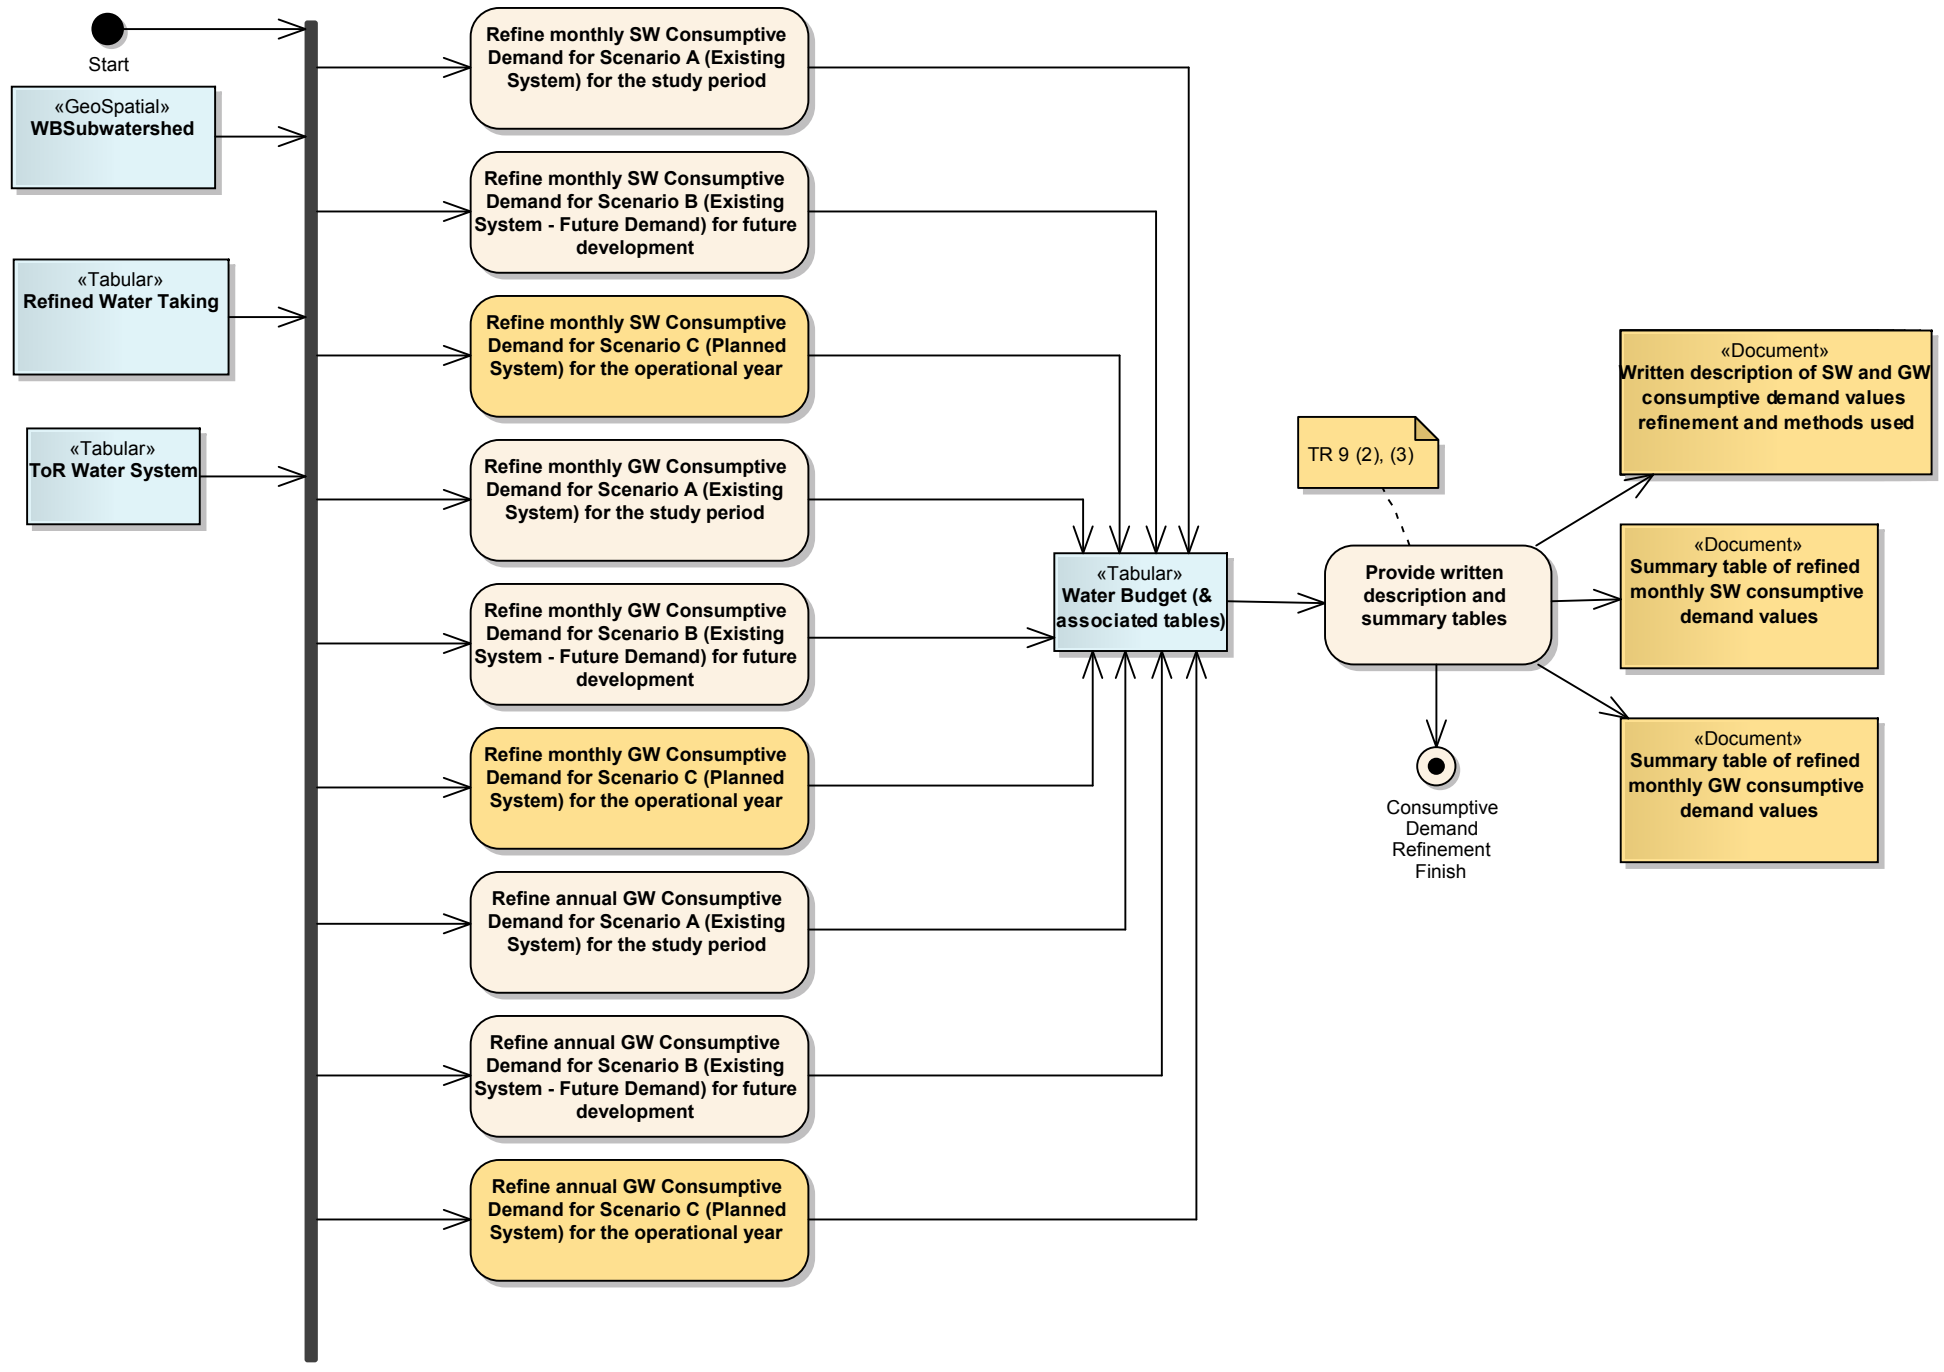 Start
«GeoSpatial»
WBSubwatershed
«Tabular»
Refined Water Taking
«Tabular»
ToR Water System
Refine monthly SW Consumptive
Demand for Scenario A (Existing
System) for the study period
Refine monthly SW Consumptive
Demand for Scenario B (Existing
System - Future Demand) for future
development
Refine monthly SW Consumptive
Demand for Scenario C (Planned
System) for the operational year
Refine monthly GW Consumptive
Demand for Scenario A (Existing
System) for the study period
Refine monthly GW Consumptive
Demand for Scenario B (Existing
System - Future Demand) for future
development
Refine monthly GW Consumptive
Demand for Scenario C (Planned
System) for the operational year
Refine annual GW Consumptive
Demand for Scenario A (Existing
System) for the study period
Refine annual GW Consumptive
Demand for Scenario B (Existing
System - Future Demand) for future
development
Refine annual GW Consumptive
Demand for Scenario C (Planned
System) for the operational year
«Tabular»
Water Budget (&
associated tables)
TR 9 (2), (3)
Provide written
description and
summary tables
Consumptive
Demand
Refinement
Finish
«Document»
Written description of SW and GW
consumptive demand values
refinement and methods used
«Document»
Summary table of refined
monthly SW consumptive
demand values
«Document»
Summary table of refined
monthly GW consumptive
demand values